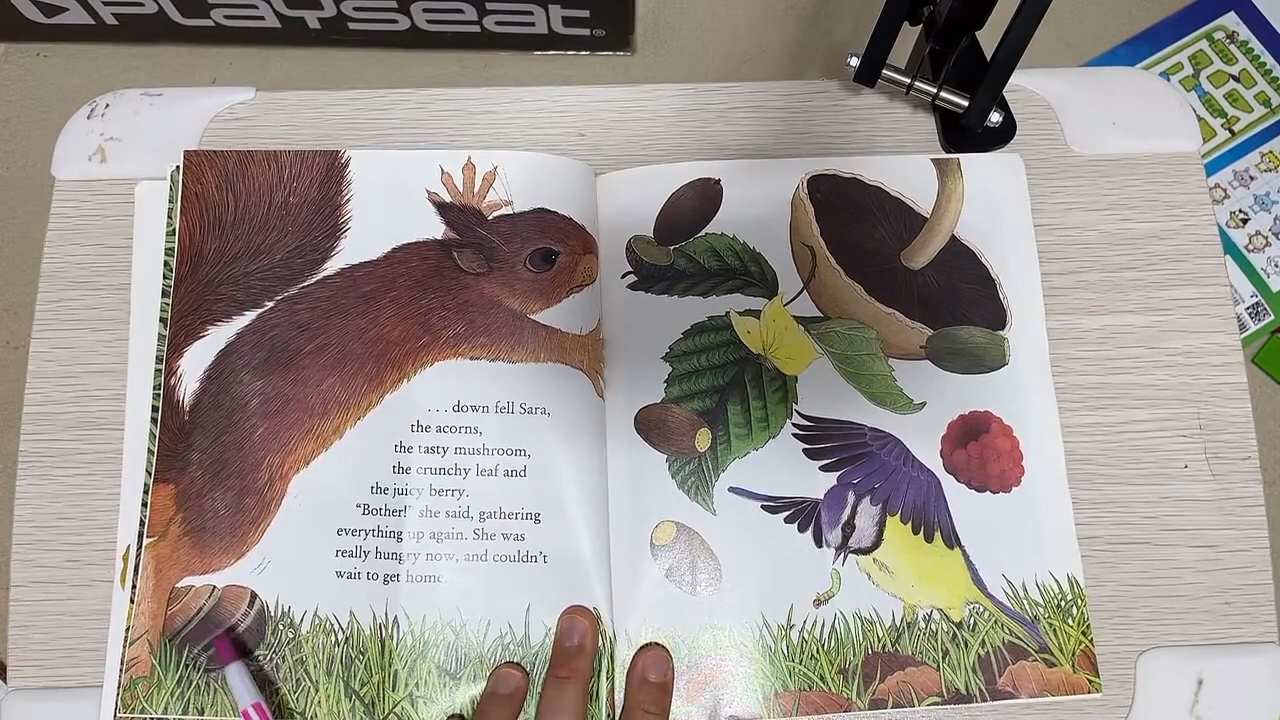 PLAYSEAT®
. . . down fell Sara,
the acorns,
the tasty mushroom,
the crunchy leaf and
the juicy berry.
"Bother!" she said, gathering
everything up again. She was
really hungry now, and couldn't
wait to get home.